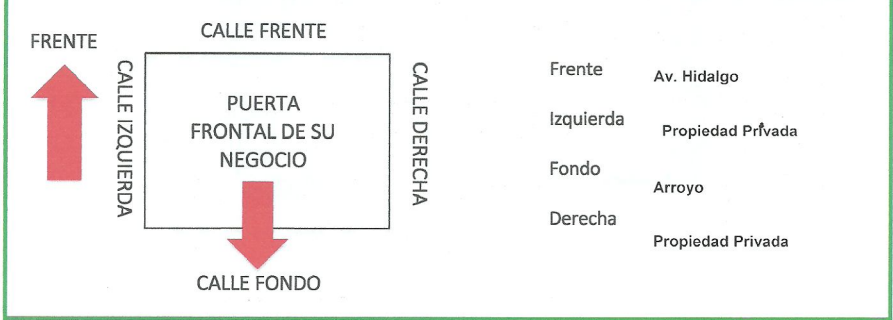 CALLE FRENTE
FRENTE
CALLE IZQUIERDA
PUERTA
FRONTAL DE SU
NEGOCIO
CALLE DERECHA
CALLE FONDO
Frente Av. Hidalgo
Izquierda Propiedad Privada
Fondo Arroyo
Derecha Propiedad Privada